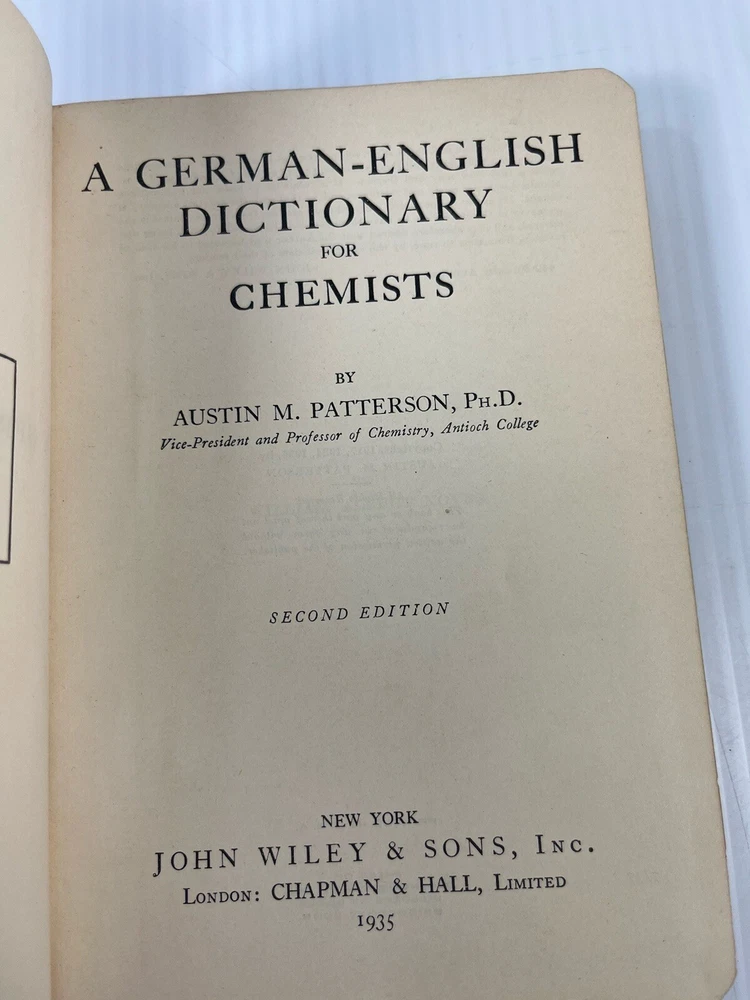 A GERMAN-ENGLISH
DICTIONARY
FOR
CHEMISTS
BY
AUSTIN M. PATTERSON, PH.D.
Vice-President and Professor of Chemistry, Antioch College
SECOND EDITION
NEW YORK
JOHN WILEY & SONS, INC.
LONDON: CHAPMAN & HALL, LIMITED
1935